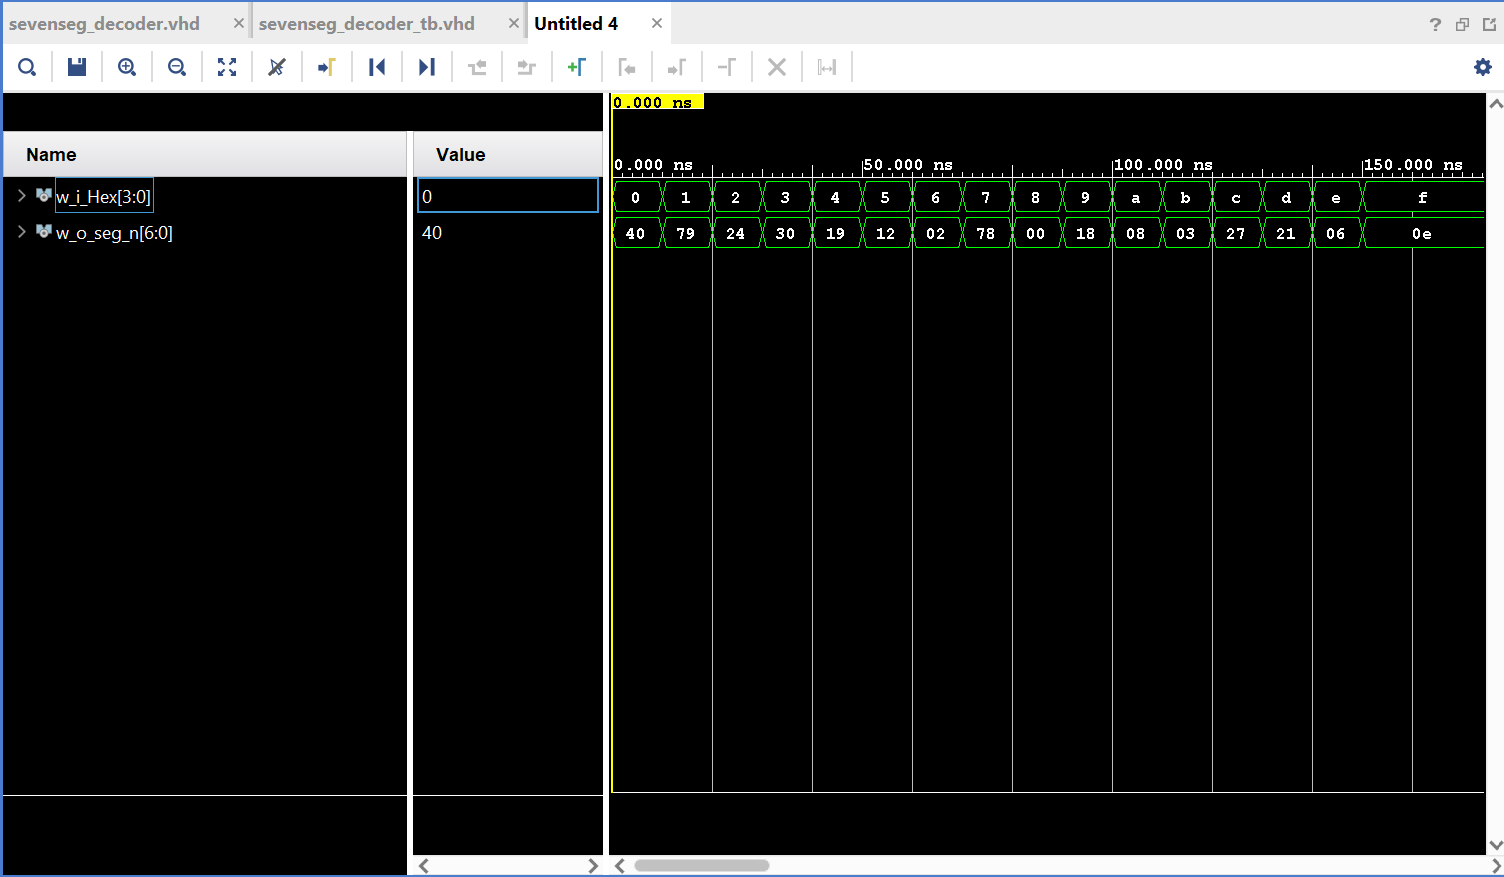 sevenseg_decoder.vhd × sevenseg_decoder_tb.vhd × Untitled 4 × ?
0.000 ns
Name Value
0.000 ns 50.000 ns 100.000 ns 150.000 ns
w_i_Hex[3:0] 0 0 1 2 3 4 5 6 7 8 9 a b c d e f
w_o_seg_n[6:0] 40 40 79 24 30 19 12 02 78 00 18 08 03 27 21 06 0e